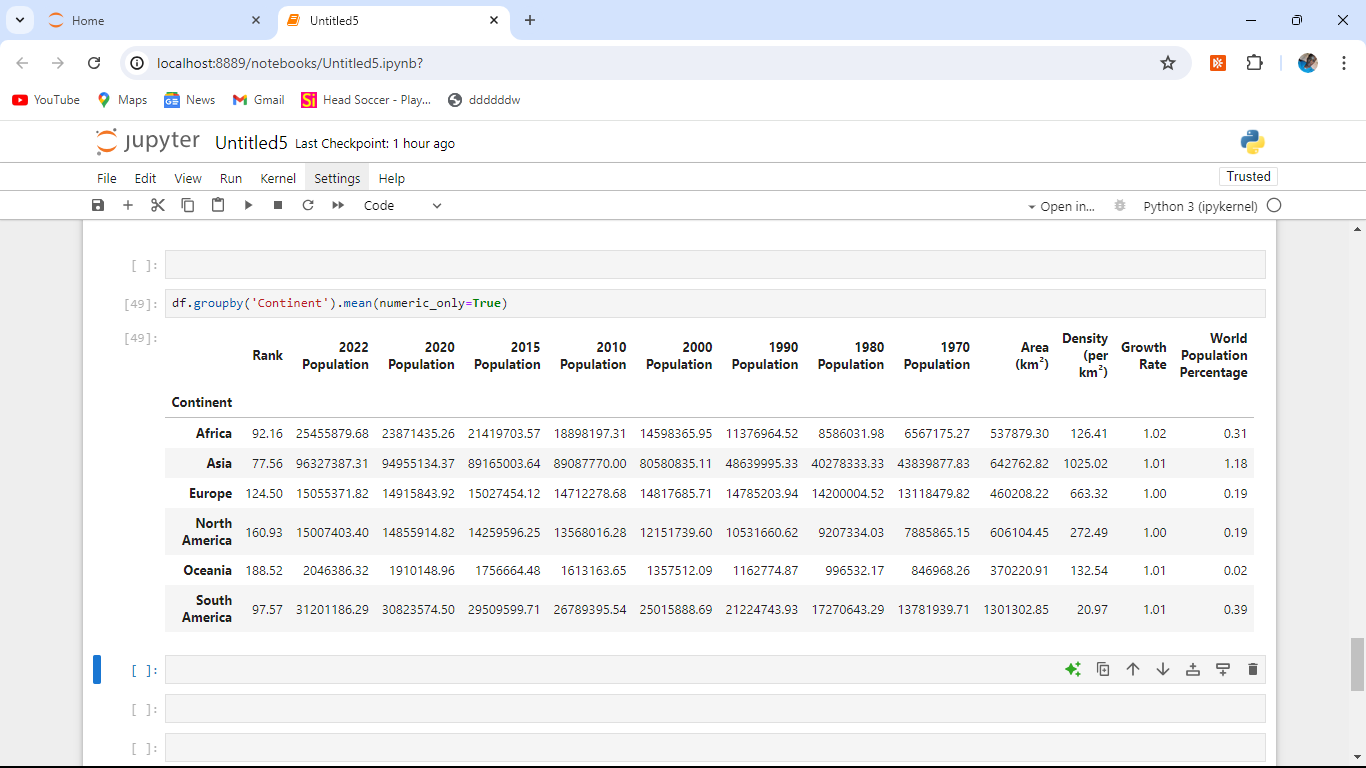 Home
Untitled5
localhost:8889/notebooks/Untitled5.ipynb?
YouTube Maps News Gmail Head Soccer - Play... ddddddw
jupyter Untitled5 Last Checkpoint: 1 hour ago
File Edit View Run Kernel Settings Help Trusted
Code Open in... Python 3 (ipykernel)
[ ]:
[49]: df.groupby('Continent').mean(numeric_only=True)
[49]:
Rank 2022 Population 2020 Population 2015 Population 2010 Population 2000 Population 1990 Population 1980 Population 1970 Population Area (km²) Density (per km²) Growth Rate World Population Percentage
Continent
Africa 92.16 25455879.68 23871435.26 21419703.57 18898197.31 14598365.95 11376964.52 8586031.98 6567175.27 537879.30 126.41 1.02 0.31
Asia 77.56 96327387.31 94955134.37 89165003.64 89087770.00 80580835.11 48639995.33 40278333.33 43839877.83 642762.82 1025.02 1.01 1.18
Europe 124.50 15055371.82 14915843.92 15027454.12 14712278.68 14817685.71 14785203.94 14200004.52 13118479.82 460208.22 663.32 1.00 0.19
North America 160.93 15007403.40 14855914.82 14259596.25 13568016.28 12151739.60 10531660.62 9207334.03 7885865.15 606104.45 272.49 1.00 0.19
Oceania 188.52 2046386.32 1910148.96 1756664.48 1613163.65 1357512.09 1162774.87 996532.17 846968.26 370220.91 132.54 1.01 0.02
South America 97.57 31201186.29 30823574.50 29509599.71 26789395.54 25015888.69 21224743.93 17270643.29 13781939.71 1301302.85 20.97 1.01 0.39
[ ]:
[ ]:
[ ]: